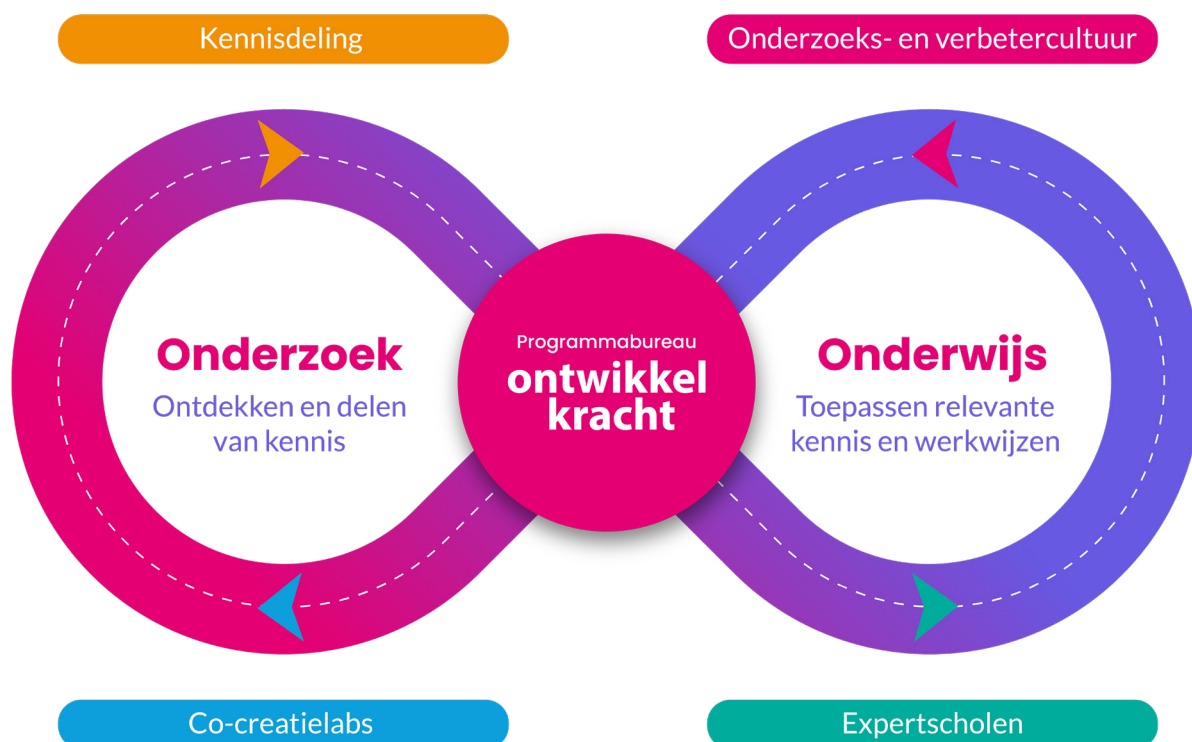 Kennisdeling
Onderzoeks- en verbetercultuur
Onderzoek
Ontdekken en delen
van kennis
Programmabureau
ontwikkel
kracht
Onderwijs
Toepassen relevante
kennis en werkwijzen
Co-creatielabs
Expertscholen